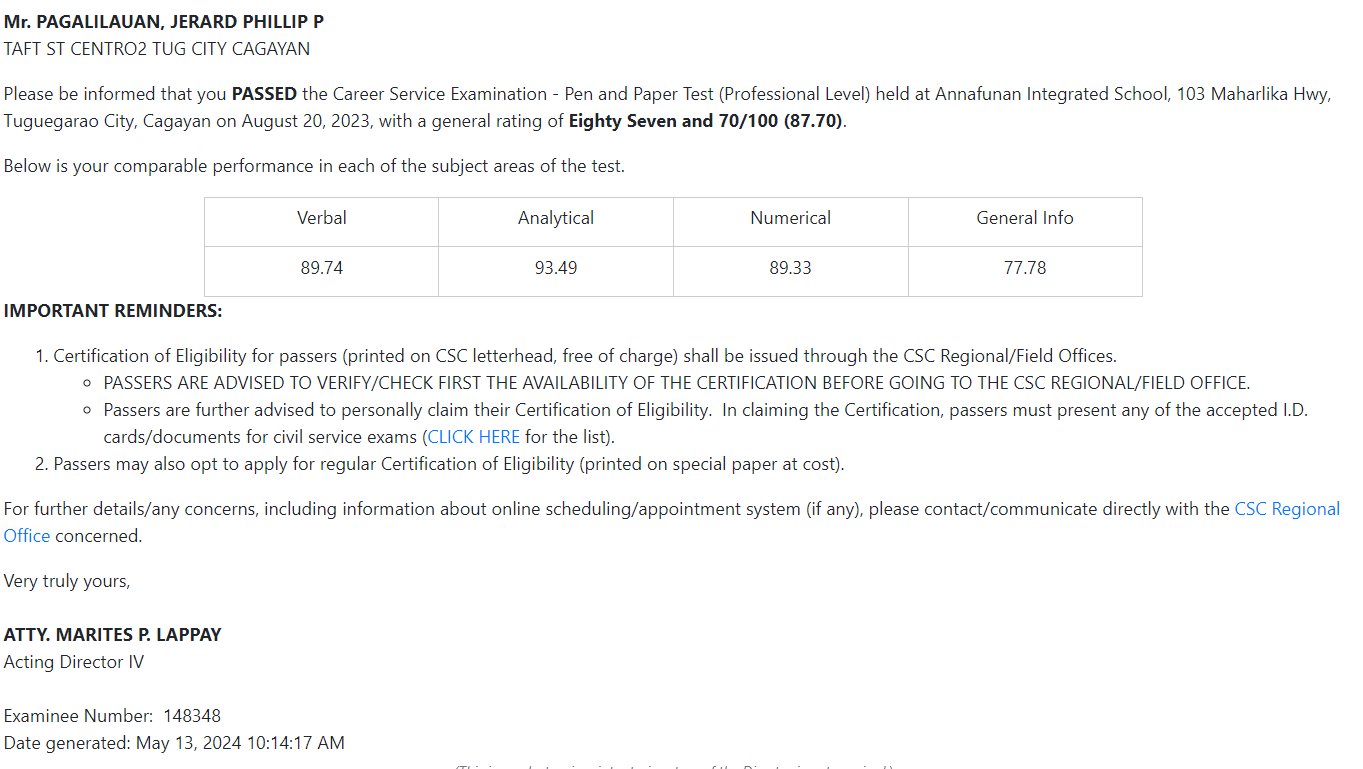 Mr. PAGALILAUAN, JERARD PHILLIP P
TAFT ST CENTRO2 TUG CITY CAGAYAN
Please be informed that you PASSED the Career Service Examination - Pen and Paper Test (Professional Level) held at Annafunan Integrated School, 103 Maharlika Hwy,
Tuguegarao City, Cagayan on August 20, 2023, with a general rating of Eighty Seven and 70/100 (87.70).
Below is your comparable performance in each of the subject areas of the test.
Verbal Analytical Numerical General Info
89.74 93.49 89.33 77.78
IMPORTANT REMINDERS:
1. Certification of Eligibility for passers (printed on CSC letterhead, free of charge) shall be issued through the CSC Regional/Field Offices.
◦ PASSERS ARE ADVISED TO VERIFY/CHECK FIRST THE AVAILABILITY OF THE CERTIFICATION BEFORE GOING TO THE CSC REGIONAL/FIELD OFFICE.
◦ Passers are further advised to personally claim their Certification of Eligibility. In claiming the Certification, passers must present any of the accepted I.D.
cards/documents for civil service exams (CLICK HERE for the list).
2. Passers may also opt to apply for regular Certification of Eligibility (printed on special paper at cost).
For further details/any concerns, including information about online scheduling/appointment system (if any), please contact/communicate directly with the CSC Regional
Office concerned.
Very truly yours,
ATTY. MARITES P. LAPPAY
Acting Director IV
Examinee Number: 148348
Date generated: May 13, 2024 10:14:17 AM